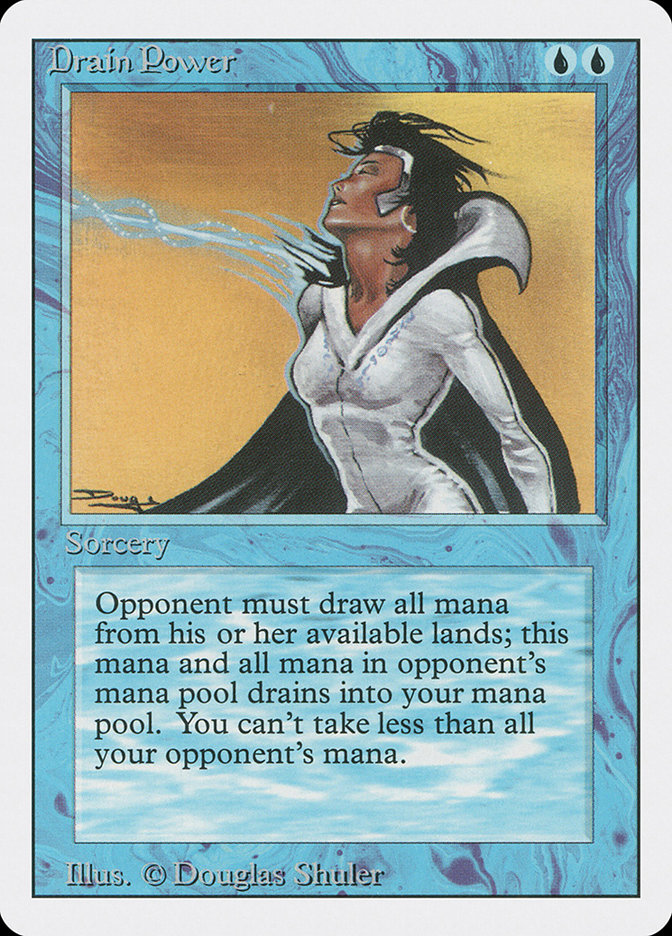 Drain Power
Doug
Sorcery
Opponent must draw all mana
from his or her available lands; this
mana and all mana in opponent's
mana pool drains into your mana
pool. You can't take less than all
your opponent's mana.
Illus. © Douglas Shuler